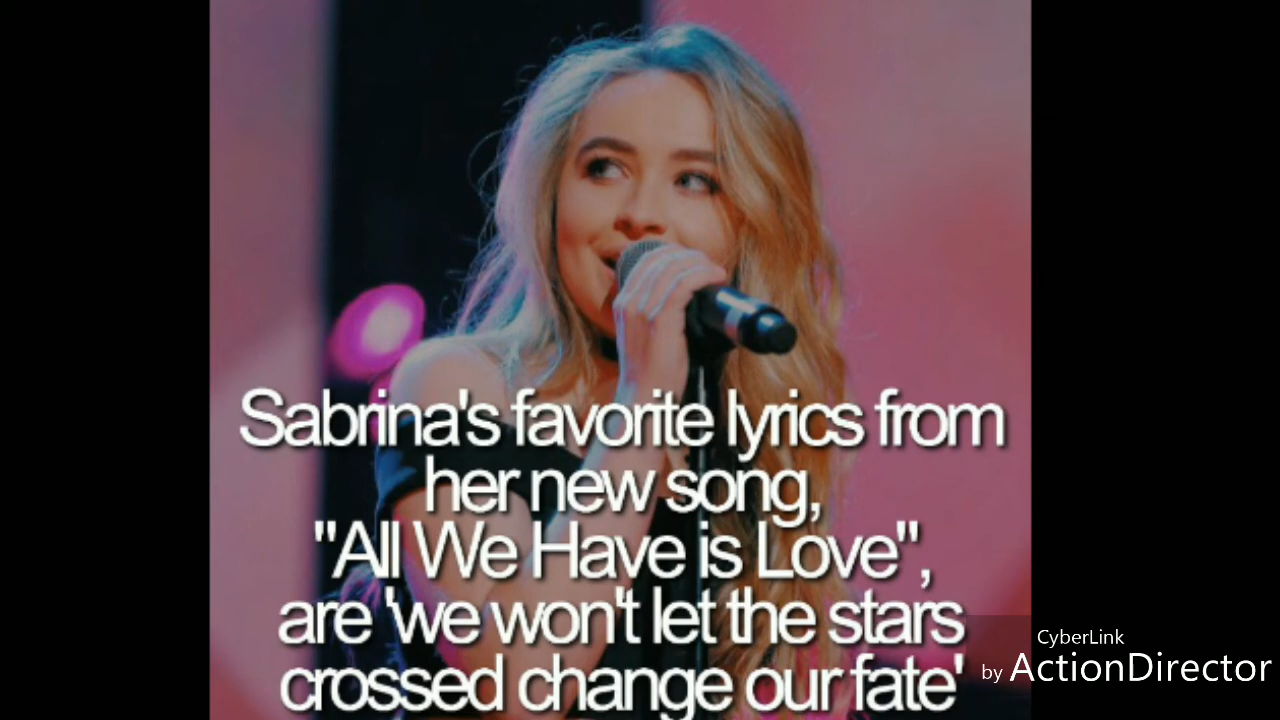 Sabrina's favorite lyrics from
her new song,
"All We Have is Love",
are 'we won't let the stars
crossed change our fate'
CyberLink
by ActionDirector